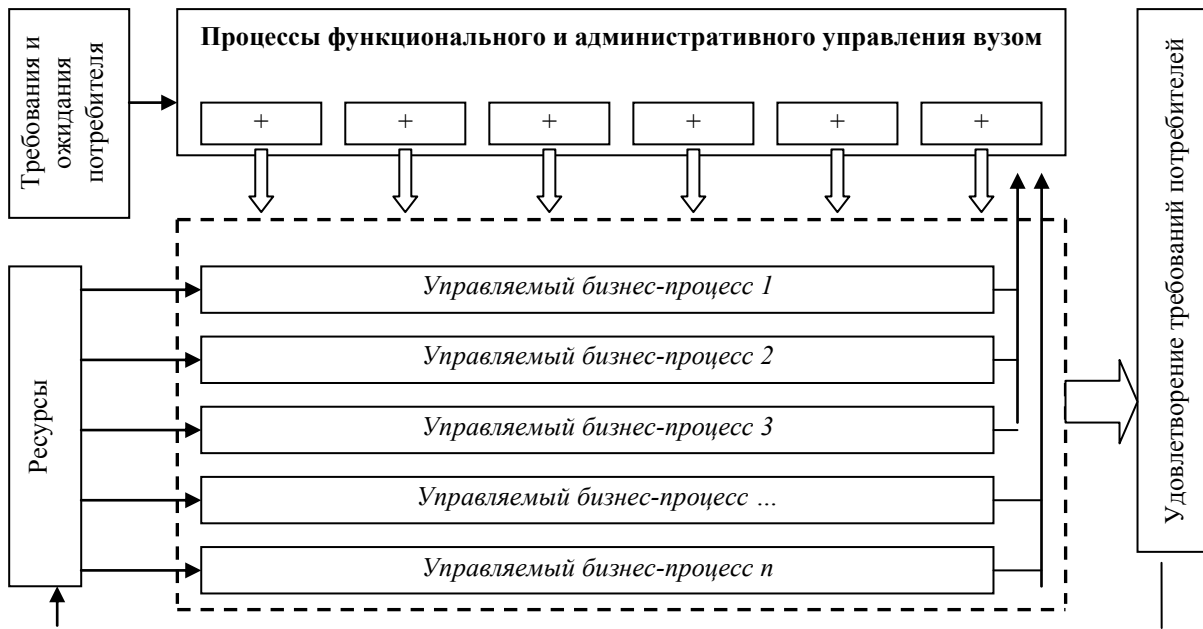 Требования и
ожидания
потребителя
Процессы функционального и административного управления вузом
+ + + + + +
Ресурсы
Управляемый бизнес-процесс 1
Управляемый бизнес-процесс 2
Управляемый бизнес-процесс 3
Управляемый бизнес-процесс ...
Управляемый бизнес-процесс n
Удовлетворение требований потребителей